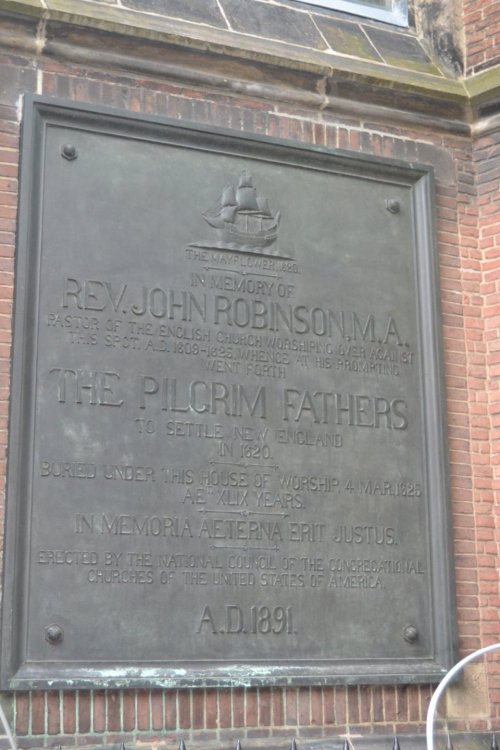 THE MAYFLOWER, 1620.
IN MEMORY OF
REV. JOHN ROBINSON, M.A.
PASTOR OF THE ENGLISH CHURCH WORSHIPING OVER AGAINST
THIS SPOT, A.D. 1609-1625, WHENCE AT HIS PROMPTING
WENT FORTH
THE PILGRIM FATHERS
TO SETTLE NEW ENGLAND
IN 1620.
BURIED UNDER THIS HOUSE OF WORSHIP, 4 MAR. 1625
AET XLIX YEARS.
IN MEMORIA AETERNA ERIT JUSTUS.
ERECTED BY THE NATIONAL COUNCIL OF THE CONGREGATIONAL
CHURCHES OF THE UNITED STATES OF AMERICA.
A.D. 1891.